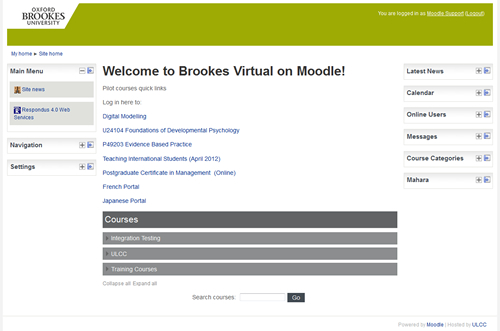 OXFORD
BROOKES
UNIVERSITY
You are logged in as Moodle Support (Logout)
My home ► Site home
Main Menu
Site news
Respondus 4.0 Web
Services
Navigation
Settings
Welcome to Brookes Virtual on Moodle!
Pilot courses quick links
Log in here to:
Digital Modelling
U24104 Foundations of Developmental Psychology
P49203 Evidence Based Practice
Teaching International Students (April 2012)
Postgraduate Certificate in Management (Online)
French Portal
Japanese Portal
Courses
Integration Testing
ULCC
Training Courses
Collapse all Expand all
Search courses: Go
Latest News
Calendar
Online Users
Messages
Course Categories
Mahara
Powered by Moodle | Hosted by ULCC